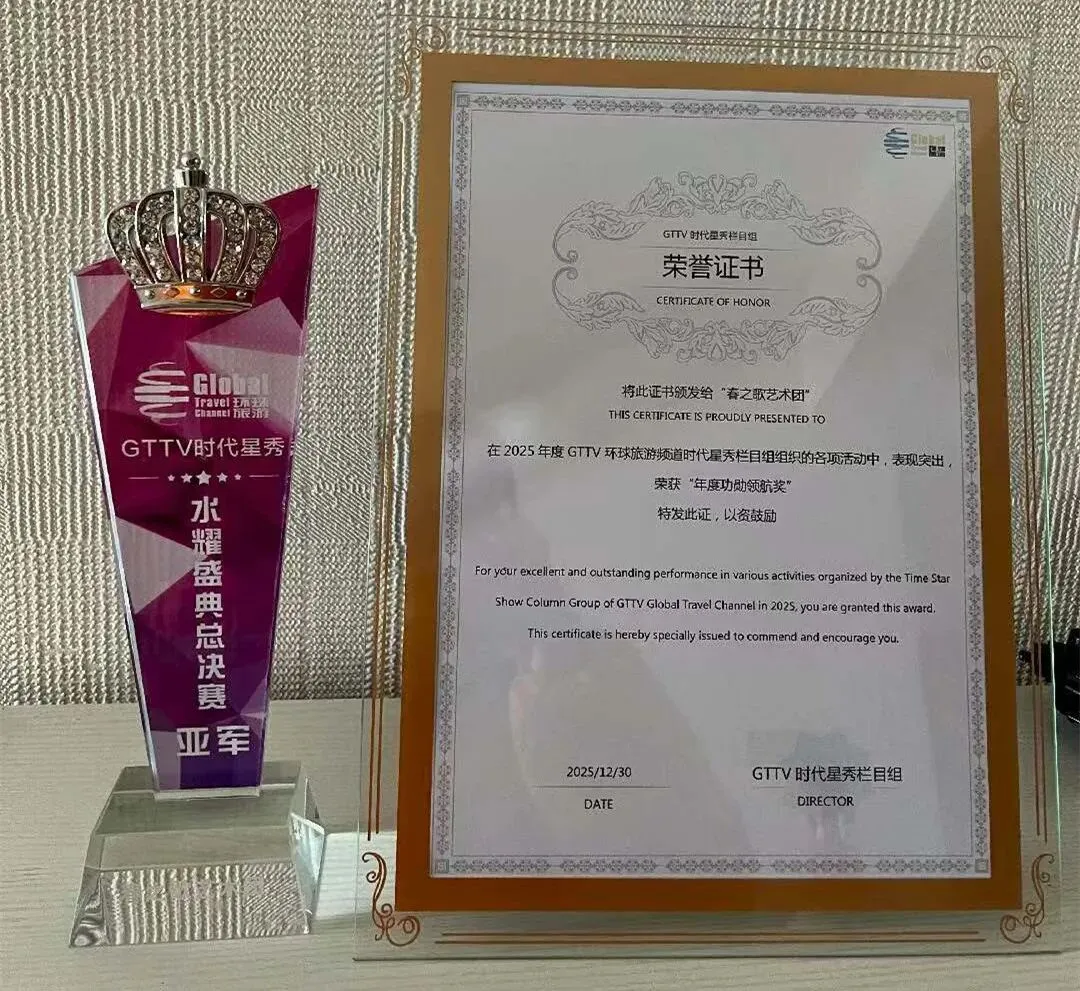 Global
Travel 环球
Channel 旅游
GTTV时代星秀
水耀盛典总决赛
亚军
Global
Travel 环球
Channel 旅游
GTTV 时代星秀栏目组
荣誉证书
CERTIFICATE OF HONOR
将此证书颁发给“春之歌艺术团”
THIS CERTIFICATE IS PROUDLY PRESENTED TO
在 2025 年度 GTTV 环球旅游频道时代星秀栏目组组织的各项活动中，表现突出，
荣获“年度功勋领航奖”
特发此证，以资鼓励
For your excellent and outstanding performance in various activities organized by the Time Star
Show Column Group of GTTV Global Travel Channel in 2025, you are granted this award.
This certificate is hereby specially issued to commend and encourage you.
2025/12/30
DATE
GTTV 时代星秀栏目组
DIRECTOR